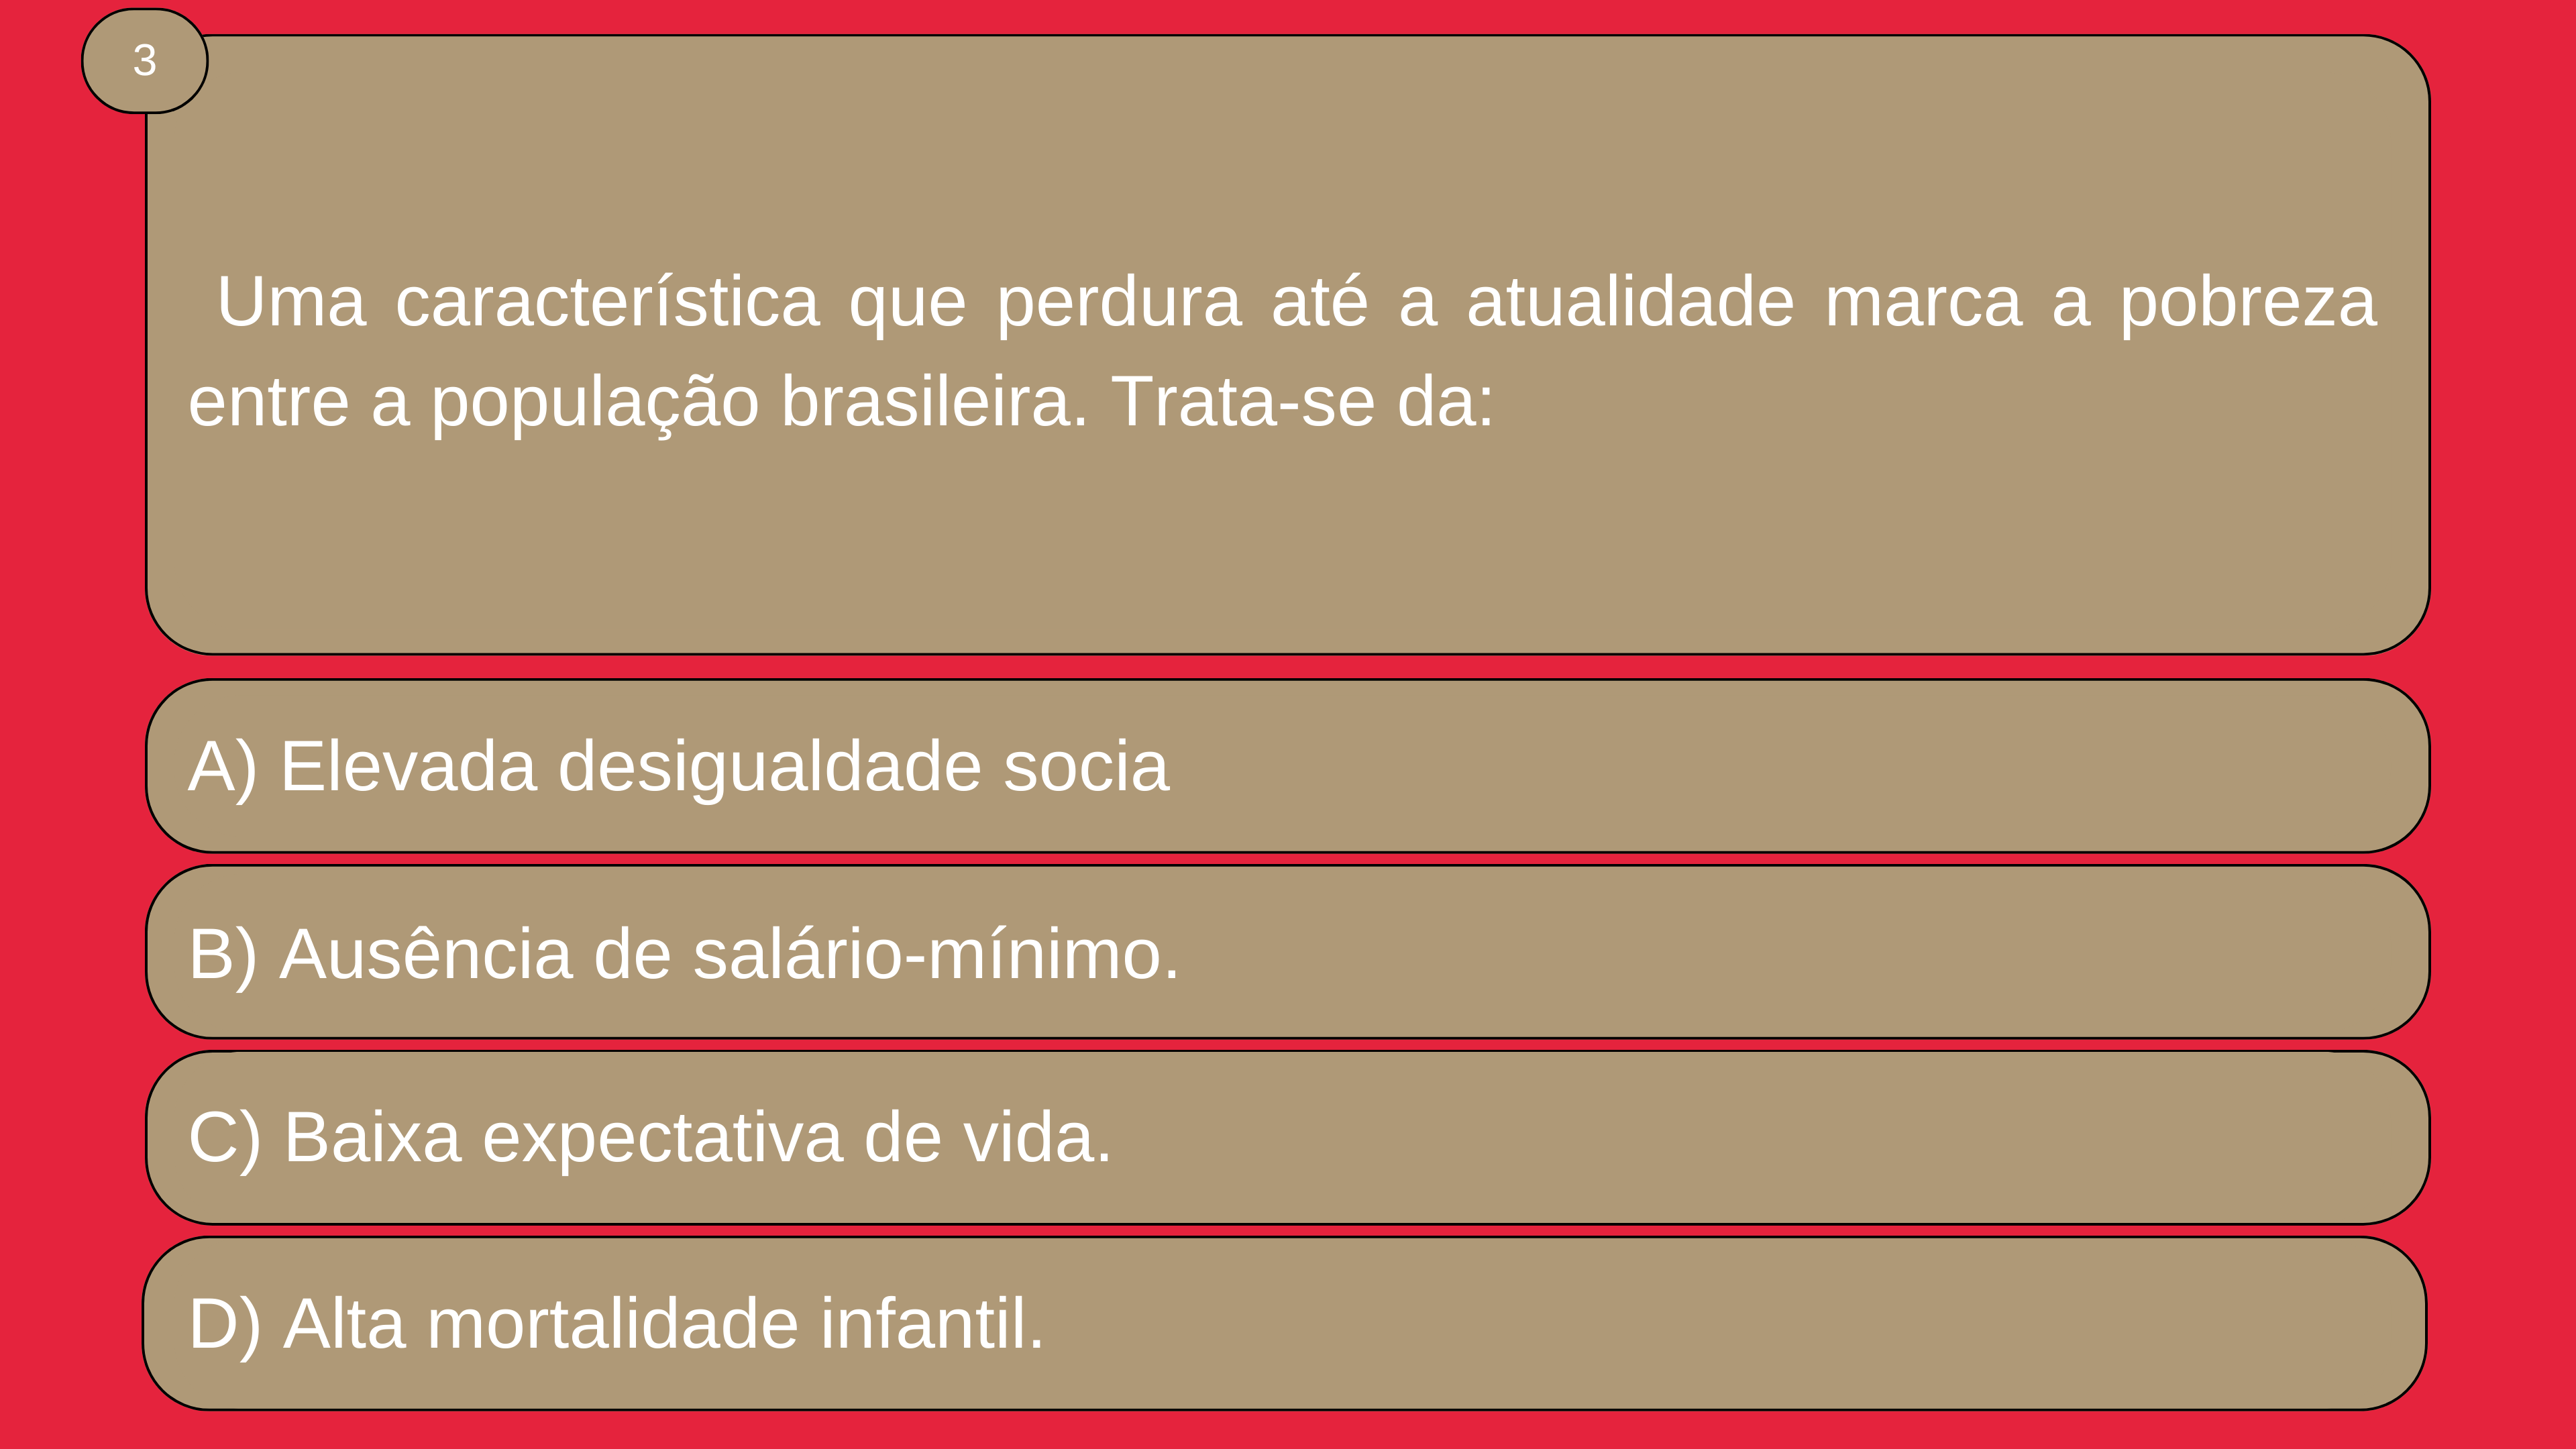 3
Uma característica que perdura até a atualidade marca a pobreza
entre a população brasileira. Trata-se da:
A) Elevada desigualdade socia
B) Ausência de salário-mínimo.
C) Baixa expectativa de vida.
D) Alta mortalidade infantil.